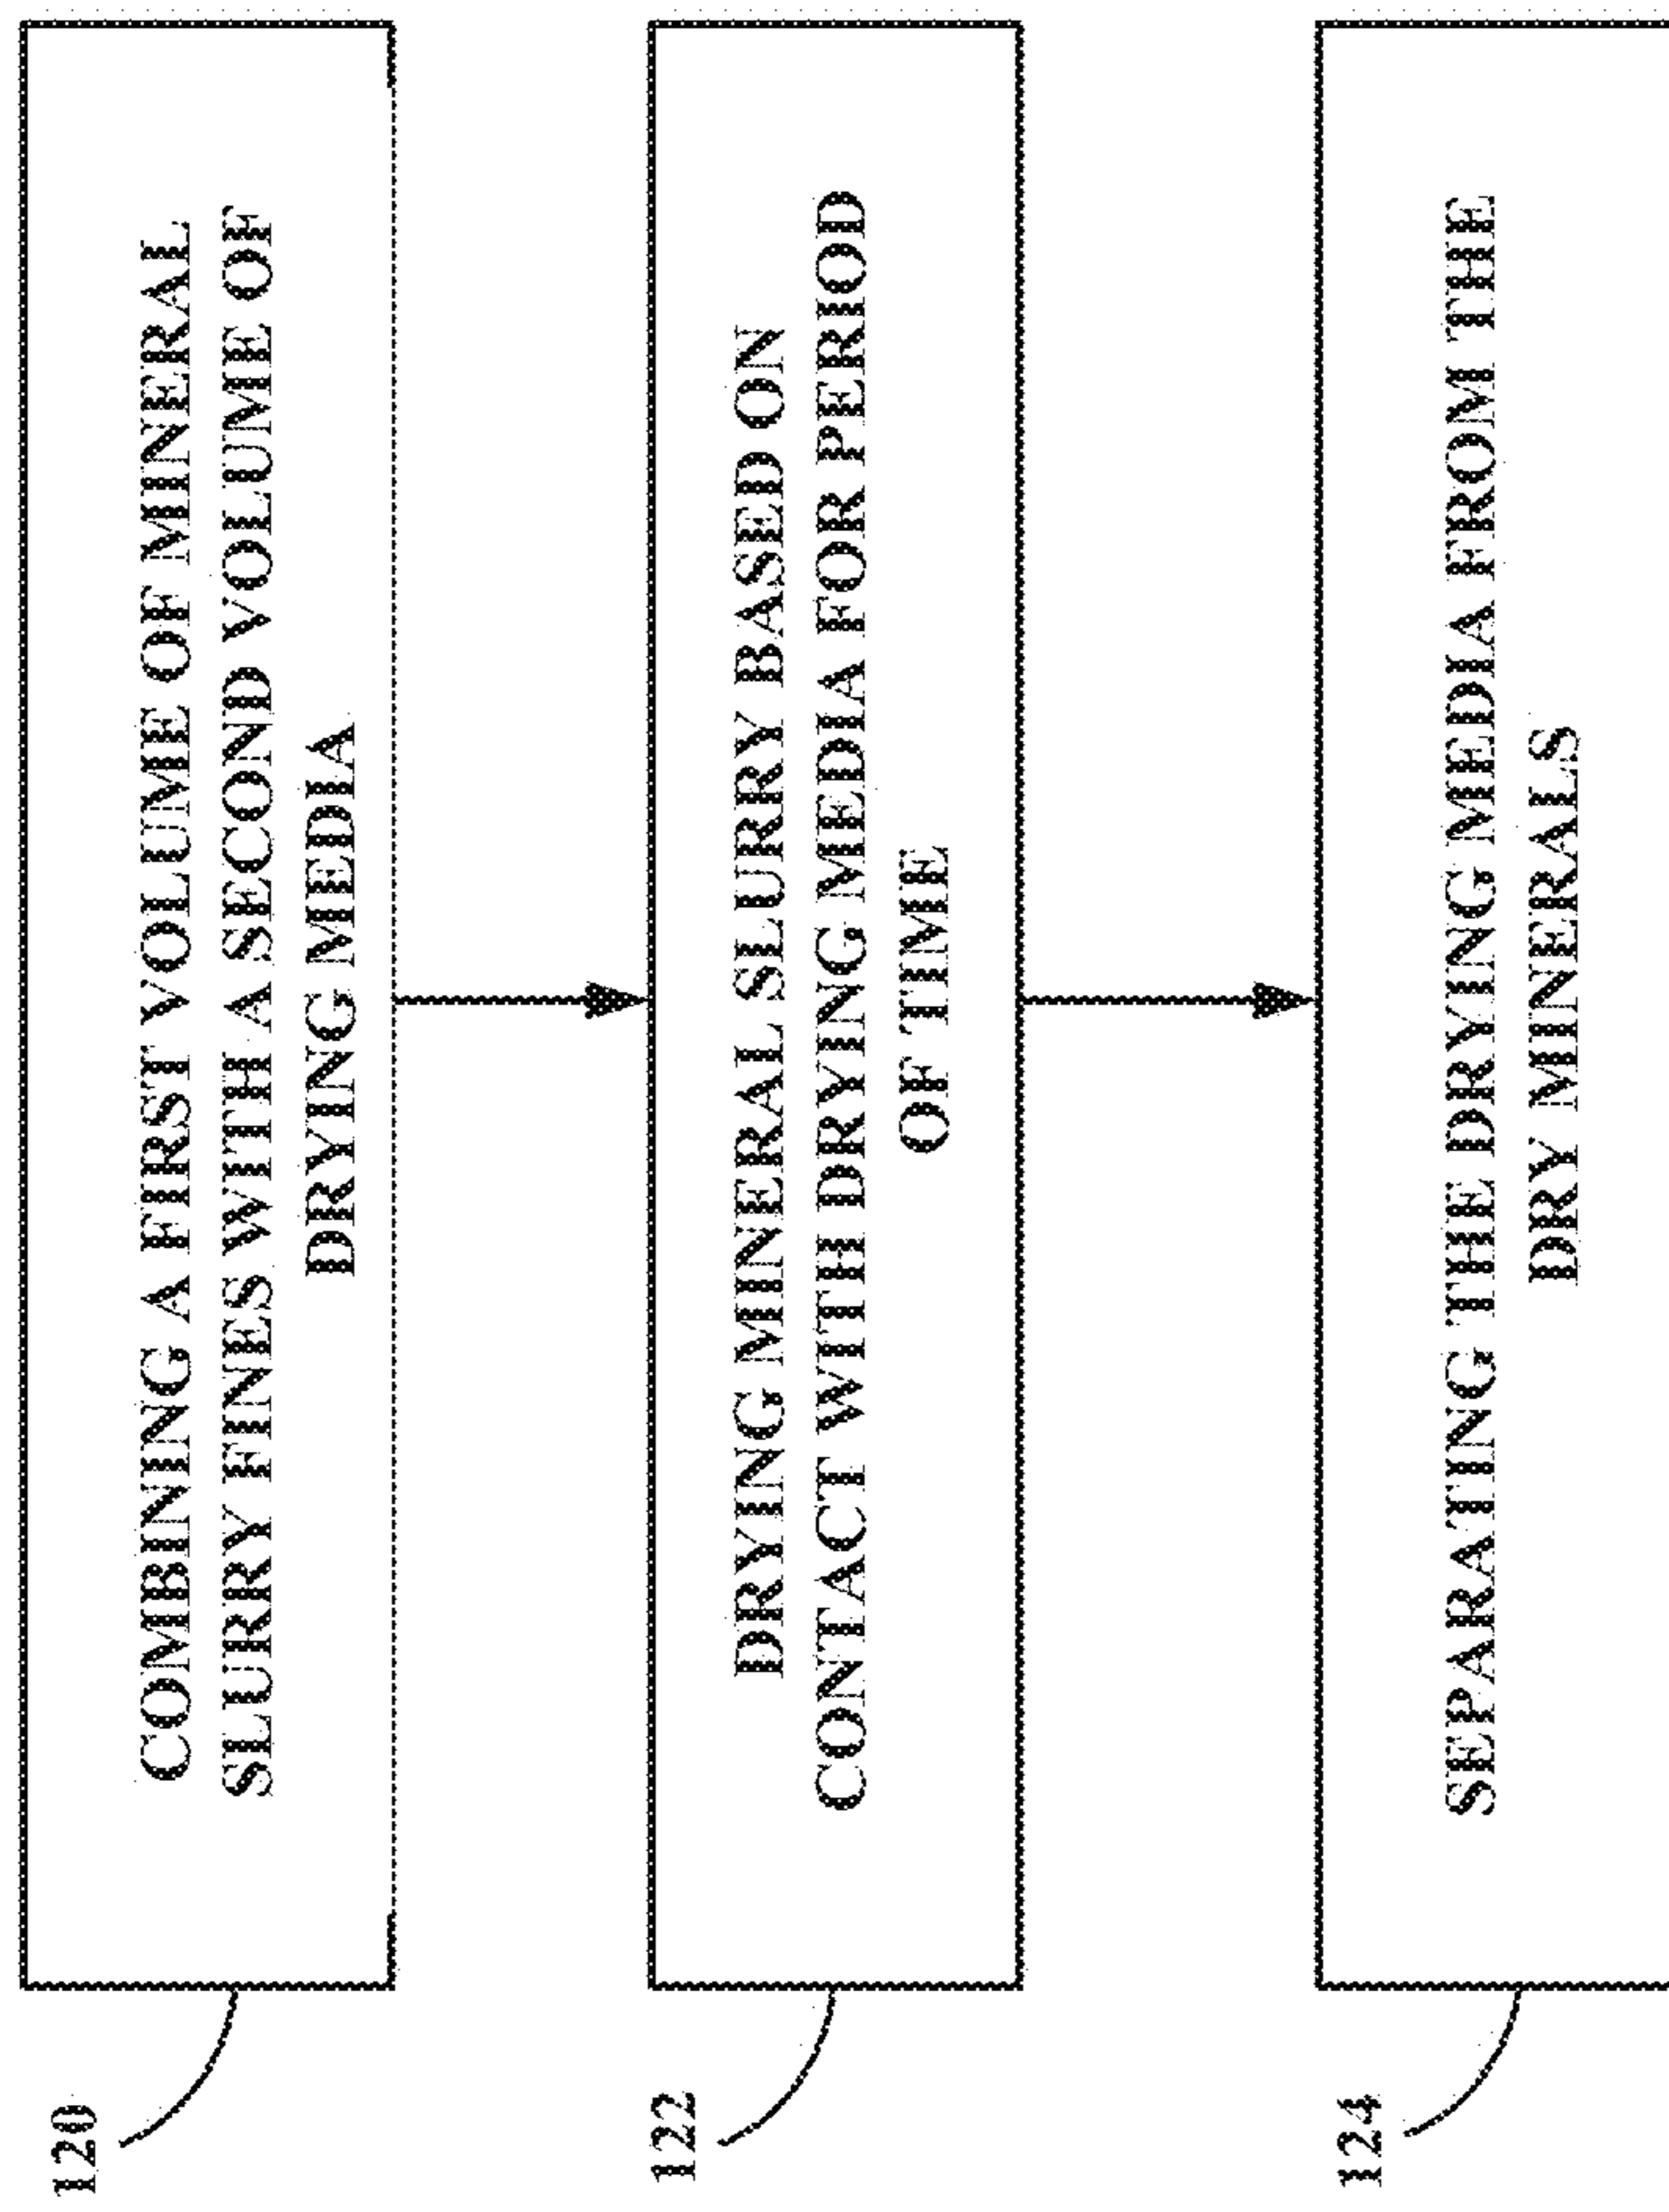 120
COMBINING A FIRST VOLUME OF MINERAL
SLURRY FINES WITH A SECOND VOLUME OF
DRYING MEDIA
122
DRYING MINERAL SLURRY BASED ON
CONTACT WITH DRYING MEDIA FOR PERIOD
OF TIME
124
SEPARATING THE DRYING MEDIA FROM THE
DRY MINERALS